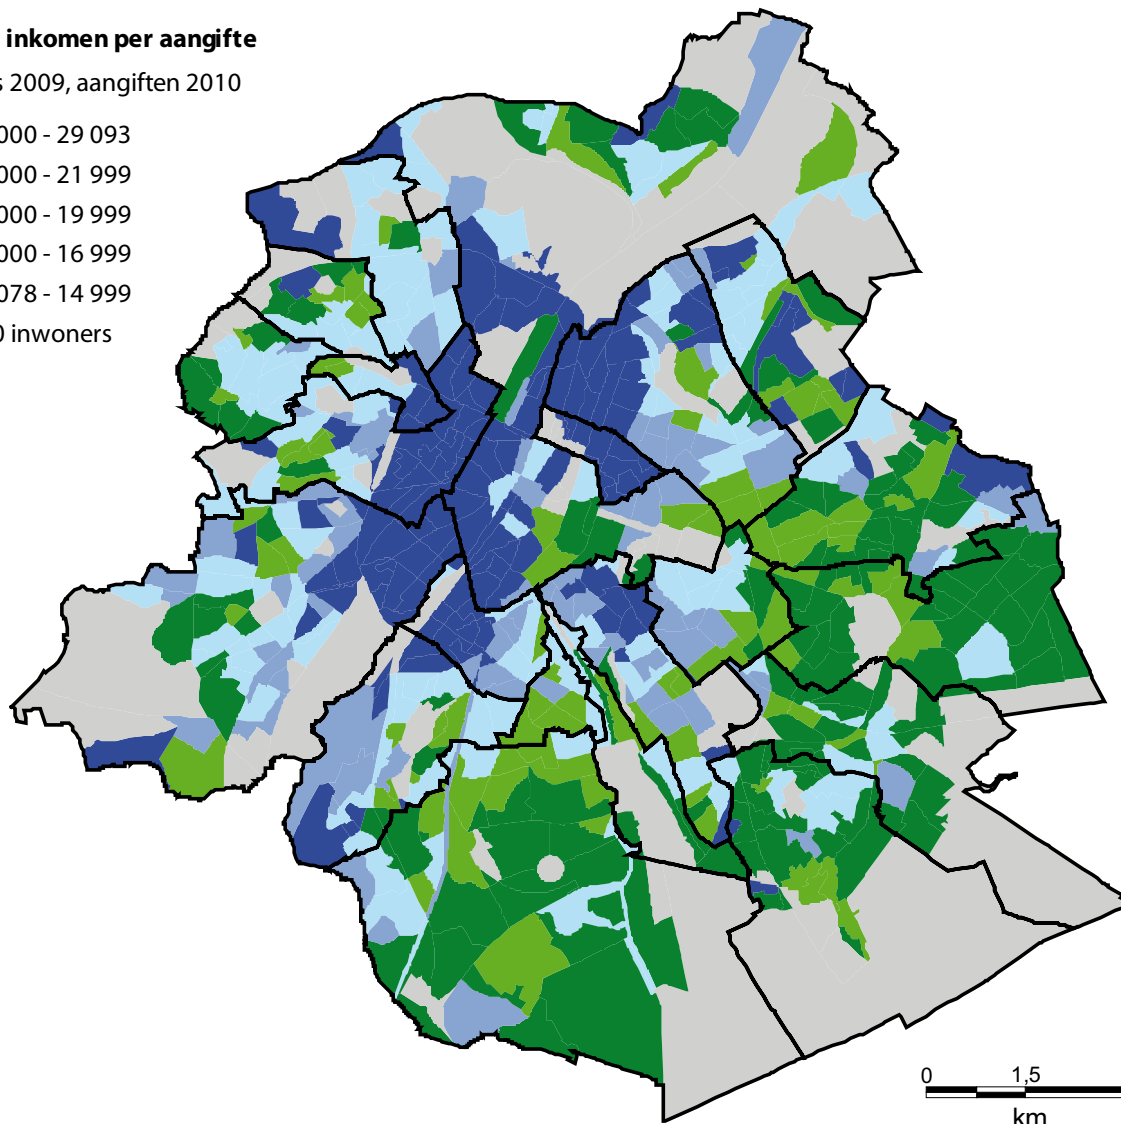 inkomen per aangifte
2009, aangiften 2010
000 - 29 093
000 - 21 999
000 - 19 999
000 - 16 999
078 - 14 999
0 inwoners
0 1,5
km